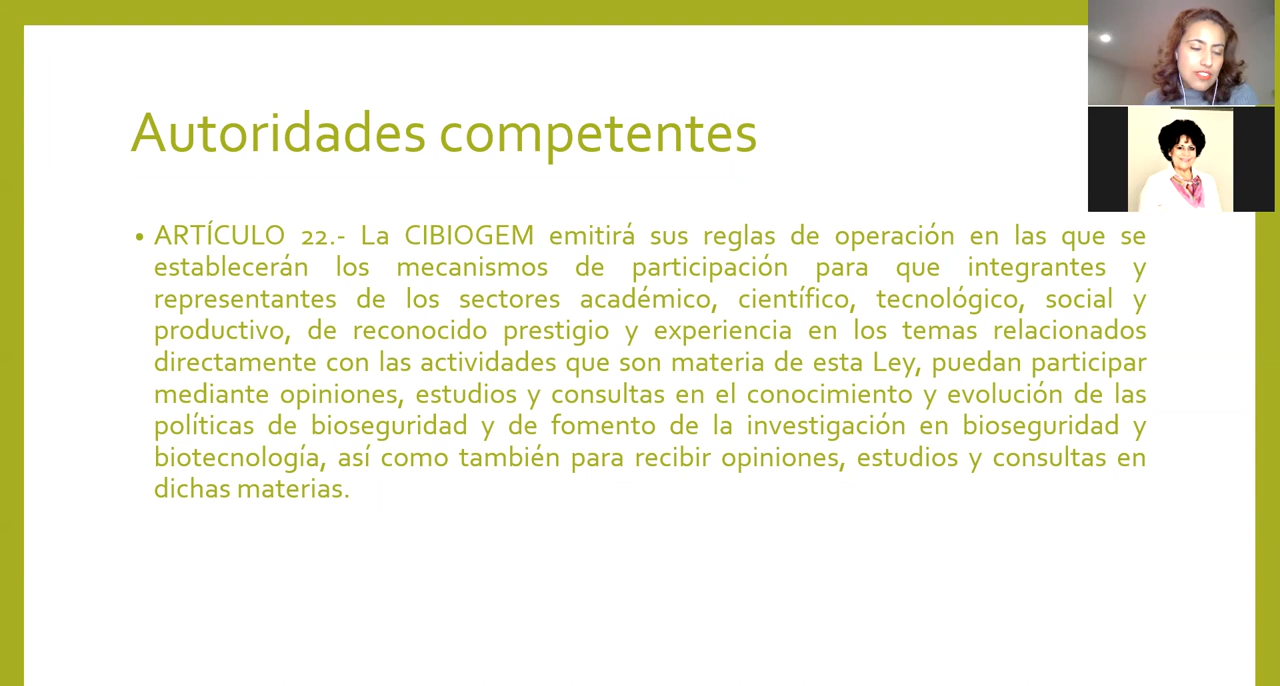 Autoridades competentes
• ARTÍCULO 22.- La CIBIOGEM emitirá sus reglas de operación en las que se
establecerán los mecanismos de participación para que integrantes y
representantes de los sectores académico, científico, tecnológico, social y
productivo, de reconocido prestigio y experiencia en los temas relacionados
directamente con las actividades que son materia de esta Ley, puedan participar
mediante opiniones, estudios y consultas en el conocimiento y evolución de las
políticas de bioseguridad y de fomento de la investigación en bioseguridad y
biotecnología, así como también para recibir opiniones, estudios y consultas en
dichas materias.